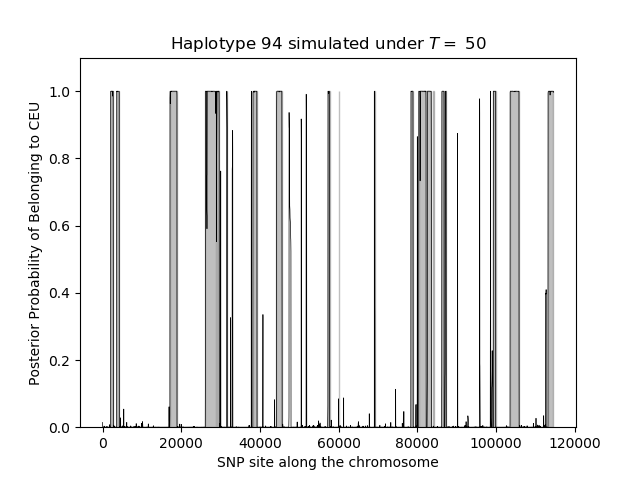 Haplotype 94 simulated under T = 50
Posterior Probability of Belonging to CEU
1.0
0.8
0.6
0.4
0.2
0.0
0 20000 40000 60000 80000 100000 120000
SNP site along the chromosome